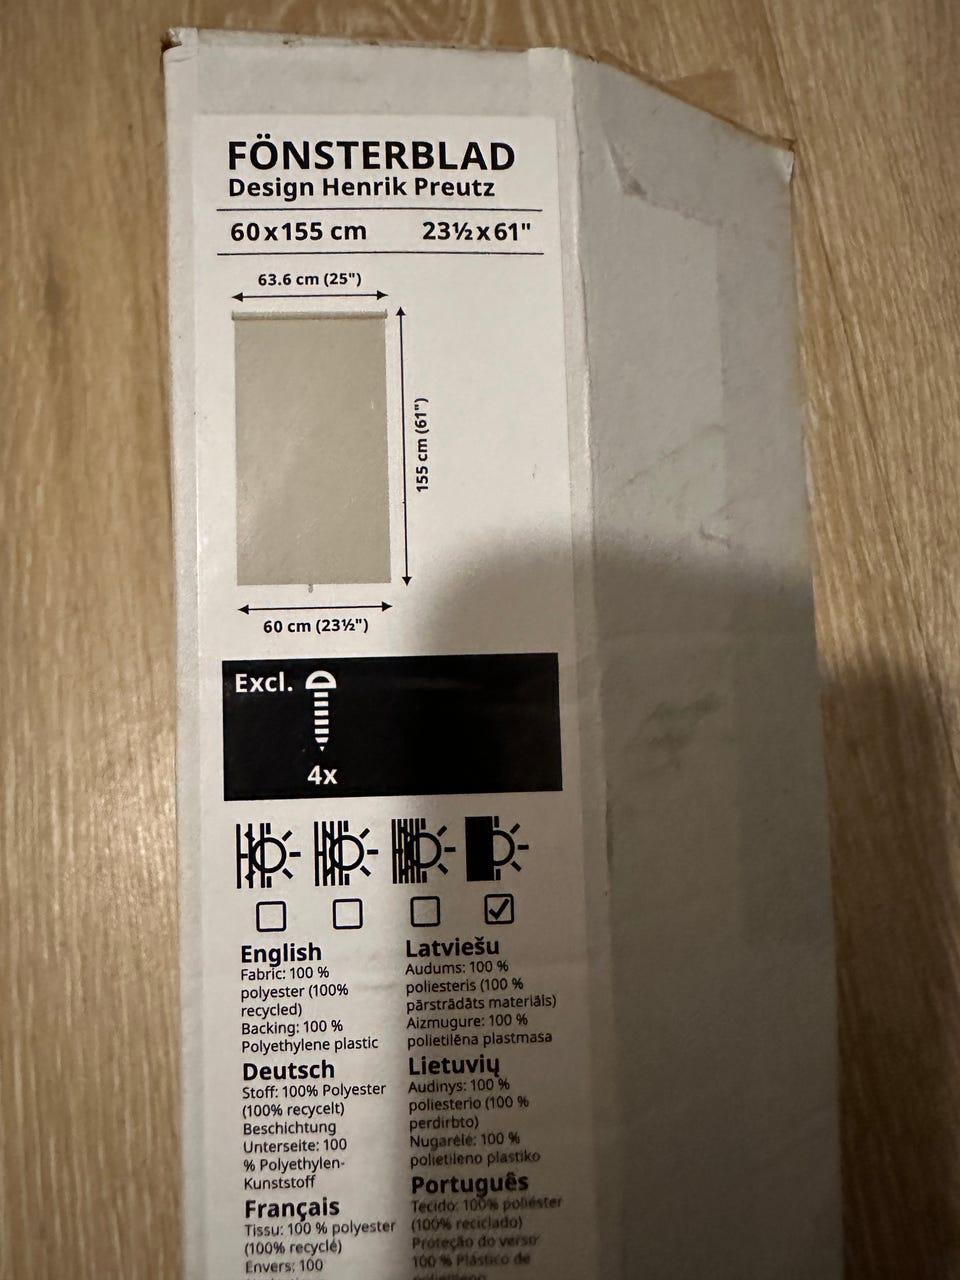 FÖNSTERBLAD
Design Henrik Preutz
60x155 cm 23½x61"
63.6 cm (25")
155 cm (61")
60 cm (23½")
Excl.
4x
English
Fabric: 100 %
polyester (100%
recycled)
Backing: 100 %
Polyethylene plastic
Deutsch
Stoff: 100% Polyester
(100% recycelt)
Beschichtung
Unterseite: 100
% Polyethylen-
Kunststoff
Français
Tissu: 100 % polyester
(100% recyclé)
Envers: 100
Latviešu
Audums: 100 %
poliesteris (100 %
pārstrādāts materiāls)
Aizmugure: 100 %
polietilēna plastmasa
Lietuvių
Audinys: 100 %
poliesterio (100 %
perdirbto)
Nugarėlė: 100 %
polietileno plastiko
Português
Tecido: 100% poliéster
(100% reciclado)
Proteção do verso:
100 % Plástico de